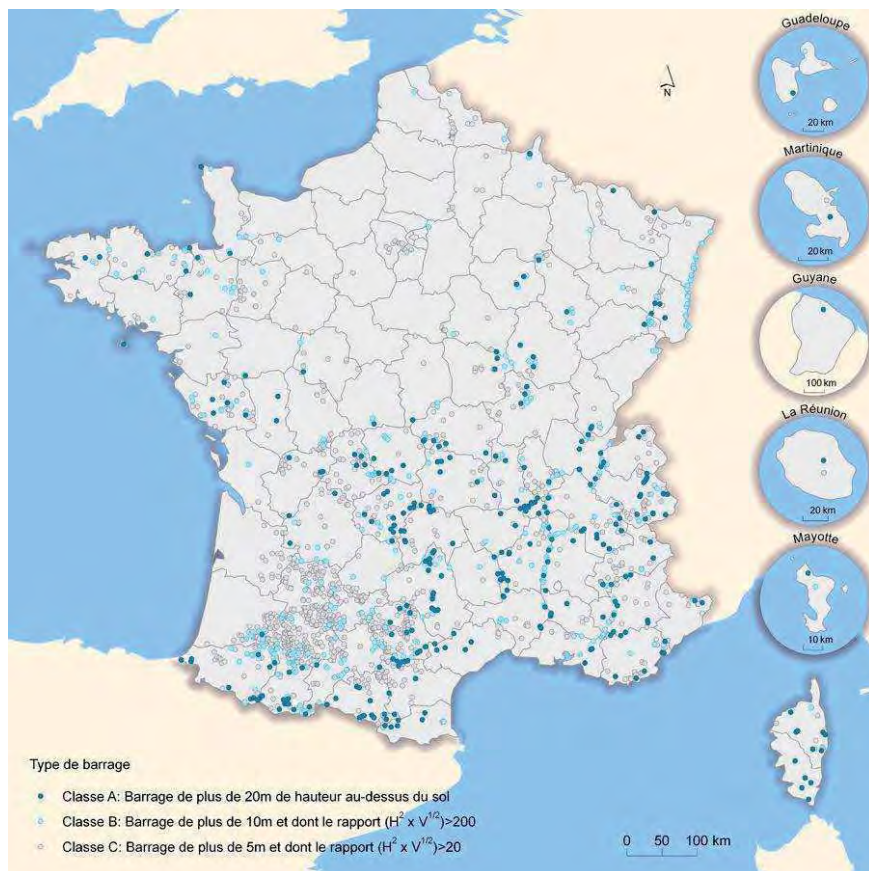 Guadeloupe
20 km
N
Martinique
20 km
Guyane
100 km
La Réunion
20 km
Mayotte
10 km
Type de barrage
Classe A: Barrage de plus de 20m de hauteur au-dessus du sol
Classe B: Barrage de plus de 10m et dont le rapport (H² x V¹/²)>200
Classe C: Barrage de plus de 5m et dont le rapport (H² x V¹/²)>20
0 50 100 km